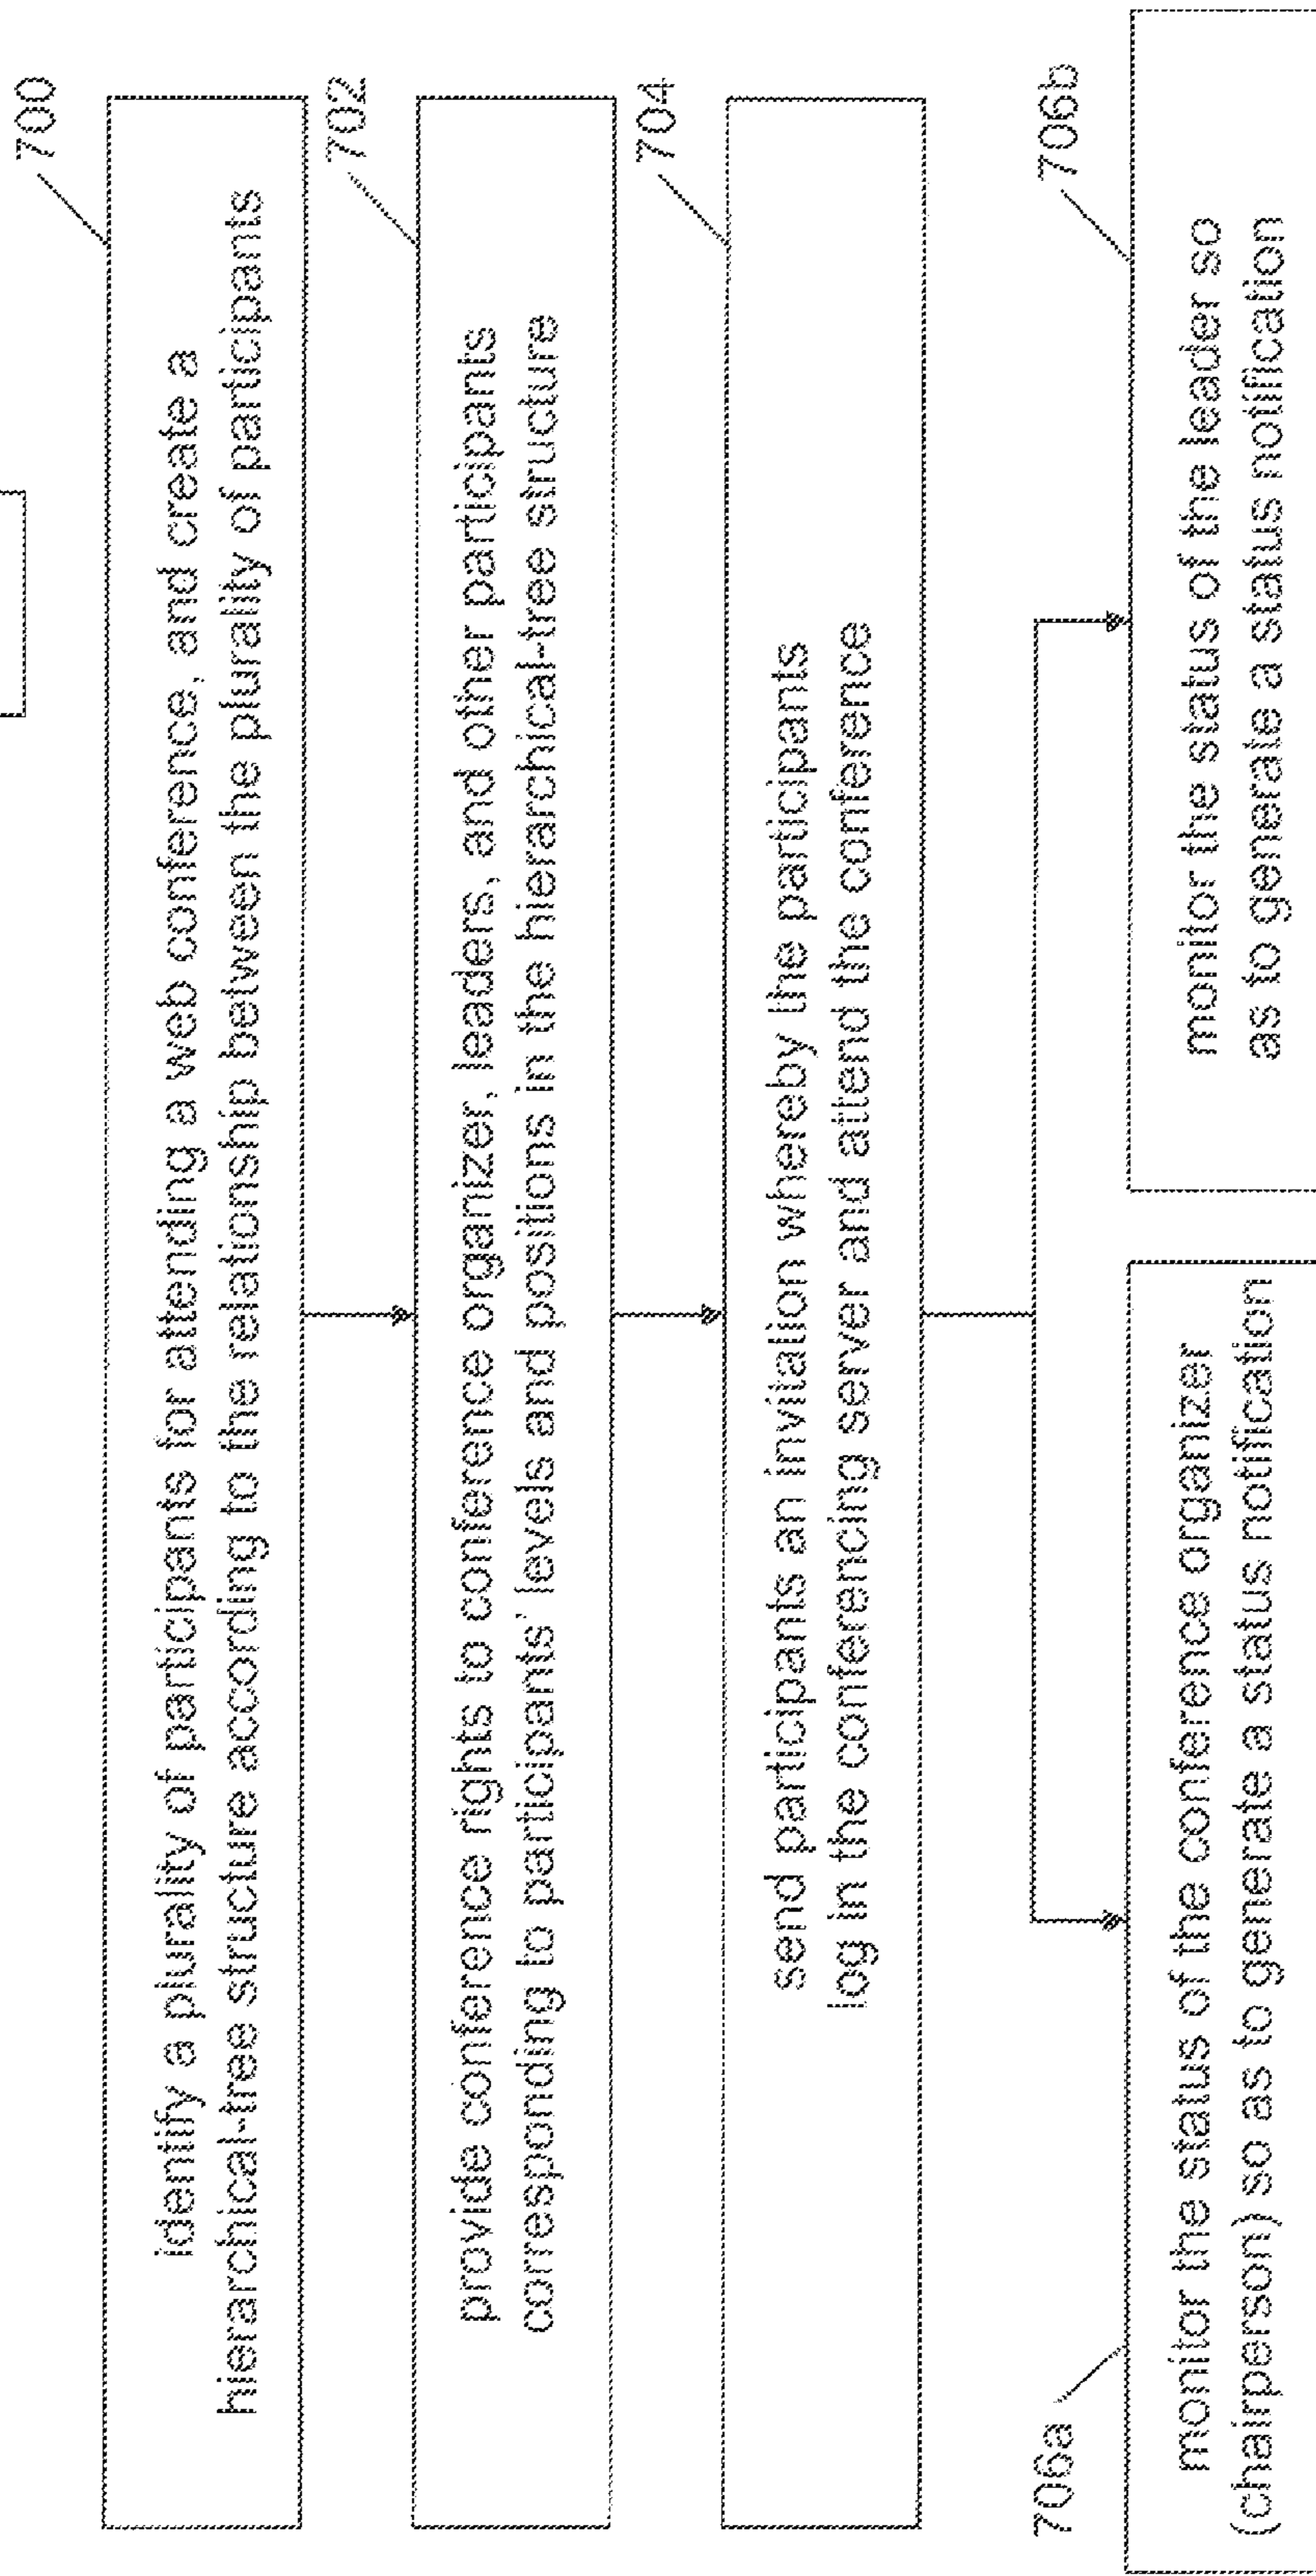 700
identify a plurality of participants for attending a web conference, and create a
hierarchical-tree structure according to the relationship between the plurality of participants
702
provide conference rights to conference organizer, leaders, and other participants
corresponding to participants' levels and positions in the hierarchical-tree structure
704
send participants an invitation whereby the participants
log in the conferencing server and attend the conference
706a
monitor the status of the conference organizer
(chairperson) so as to generate a status notification
706b
monitor the status of the leader so
as to generate a status notification